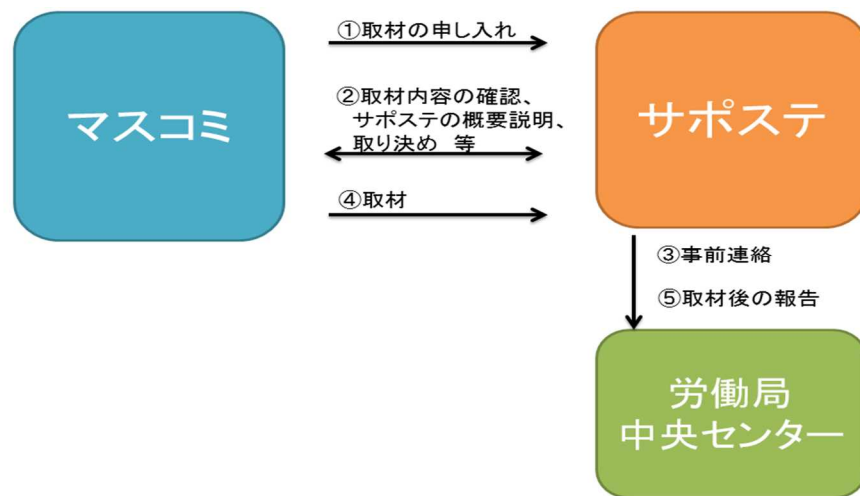 マスコミ
①取材の申し入れ
②取材内容の確認、
サポステの概要説明、
取り決め　等
④取材
サポステ
③事前連絡
⑤取材後の報告
労働局
中央センター